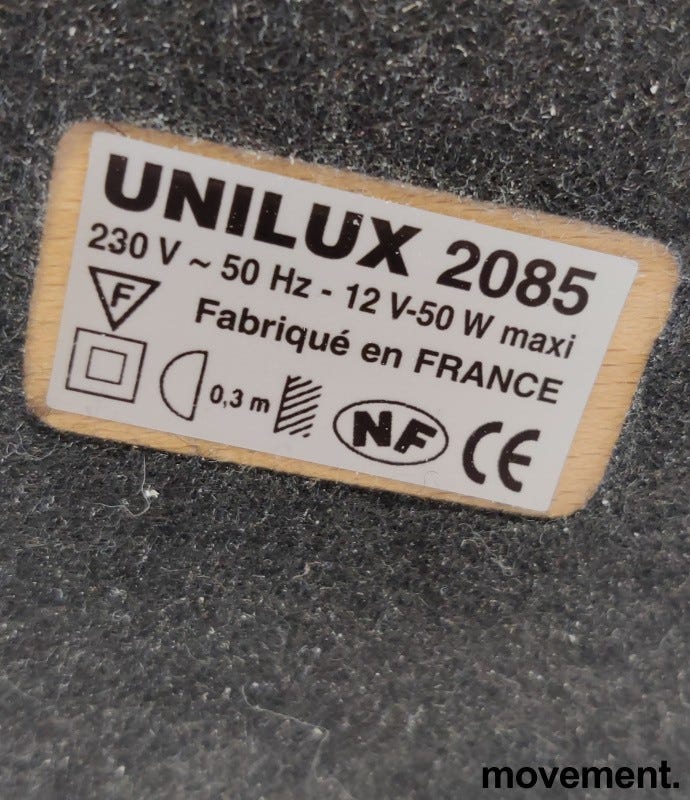 UNILUX 2085
230 V ~ 50 Hz - 12 V-50 W maxi
F Fabriqué en FRANCE
0,3 m NF CE
movement.